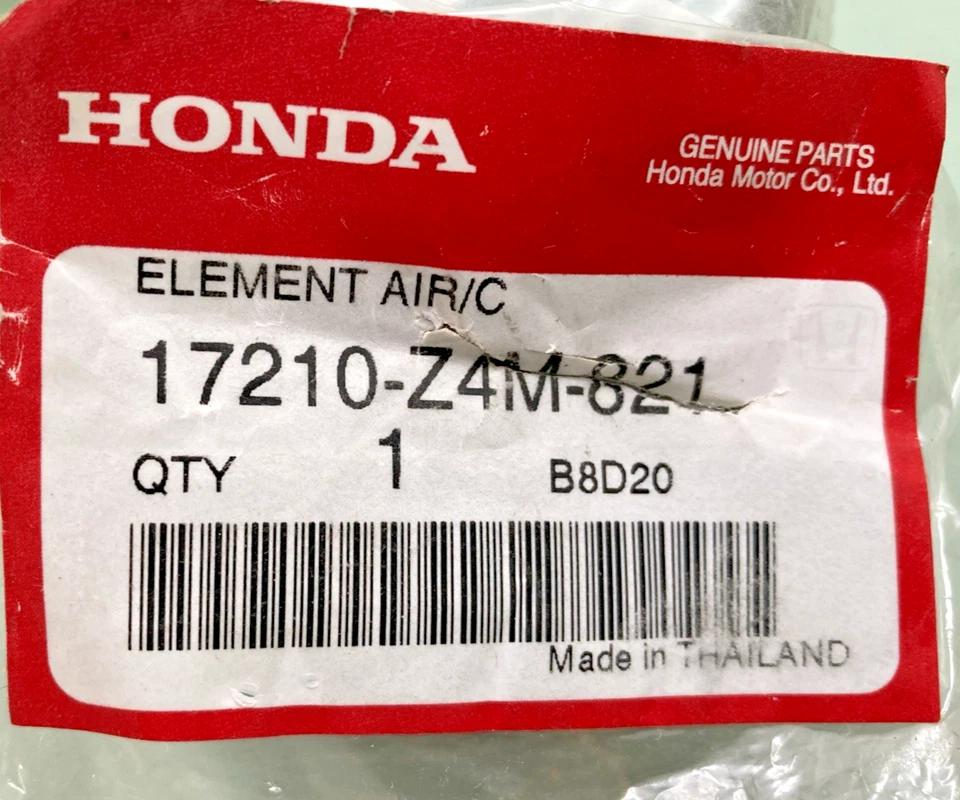 HONDA
GENUINE PARTS
Honda Motor Co., Ltd.
ELEMENT AIR/C
17210-Z4M-821
QTY 1 B8D20
Made in THAILAND